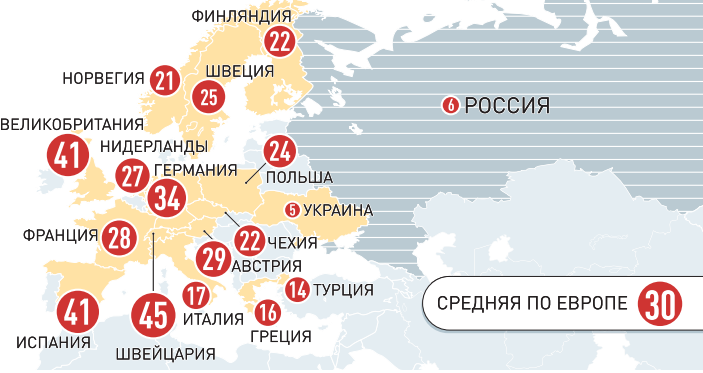 ФИНЛЯНДИЯ
22
НОРВЕГИЯ
21
ШВЕЦИЯ
25
6
РОССИЯ
ВЕЛИКОБРИТАНИЯ
41
НИДЕРЛАНДЫ
27
ГЕРМАНИЯ
34
24
ПОЛЬША
5
УКРАИНА
ФРАНЦИЯ
28
22
ЧЕХИЯ
29
АВСТРИЯ
14
ТУРЦИЯ
17
ИТАЛИЯ
16
ГРЕЦИЯ
41
ИСПАНИЯ
45
ШВЕЙЦАРИЯ
СРЕДНЯЯ ПО ЕВРОПЕ
30